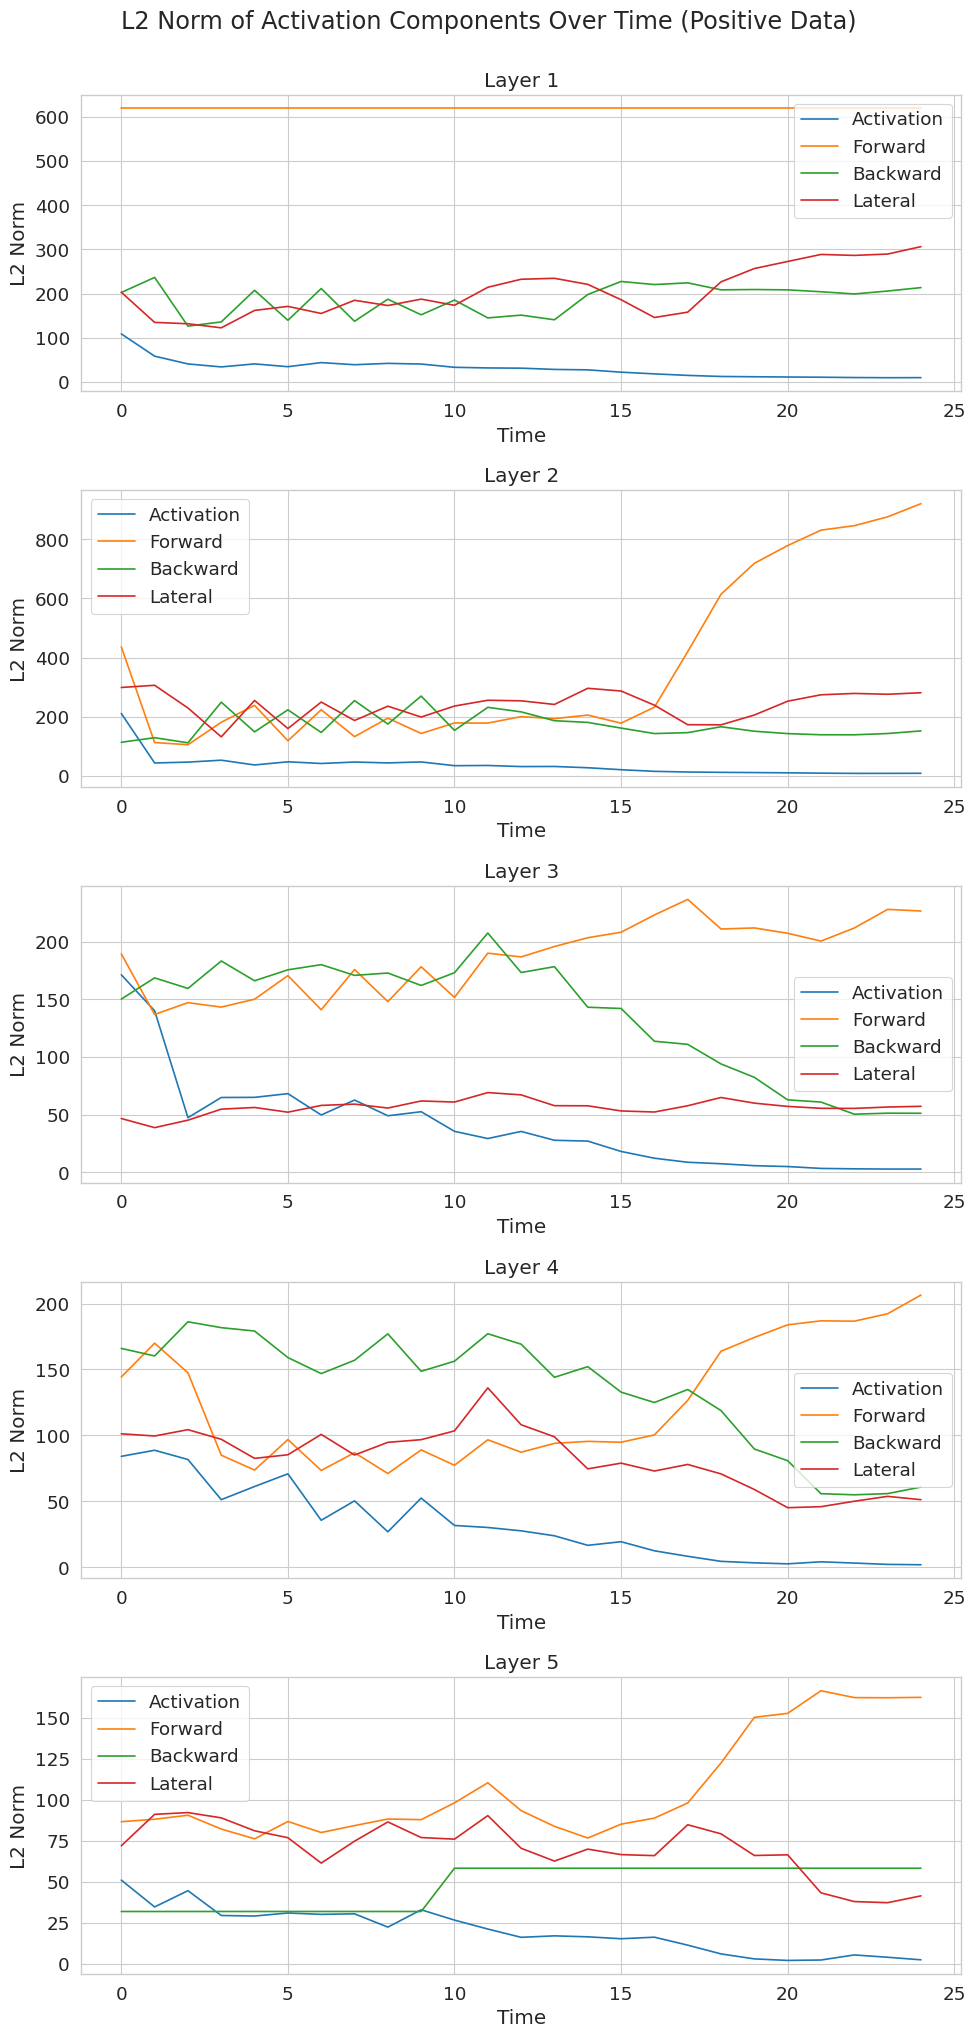 L2 Norm of Activation Components Over Time (Positive Data)
Layer 1
L2 Norm
600
500
400
300
200
100
0
Activation
Forward
Backward
Lateral
0 5 10 15 20 25
Time
Layer 2
L2 Norm
800
600
400
200
0
Activation
Forward
Backward
Lateral
0 5 10 15 20 25
Time
Layer 3
L2 Norm
200
150
100
50
0
Activation
Forward
Backward
Lateral
0 5 10 15 20 25
Time
Layer 4
L2 Norm
200
150
100
50
0
Activation
Forward
Backward
Lateral
0 5 10 15 20 25
Time
Layer 5
L2 Norm
150
125
100
75
50
25
0
Activation
Forward
Backward
Lateral
0 5 10 15 20 25
Time